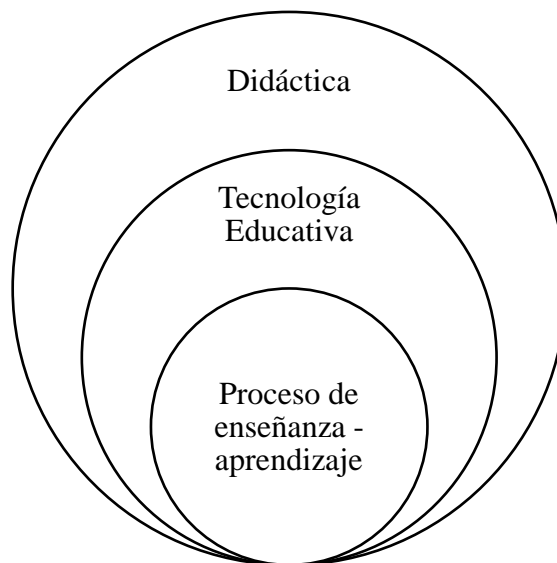 Didáctica
Tecnología
Educativa
Proceso de
enseñanza -
aprendizaje